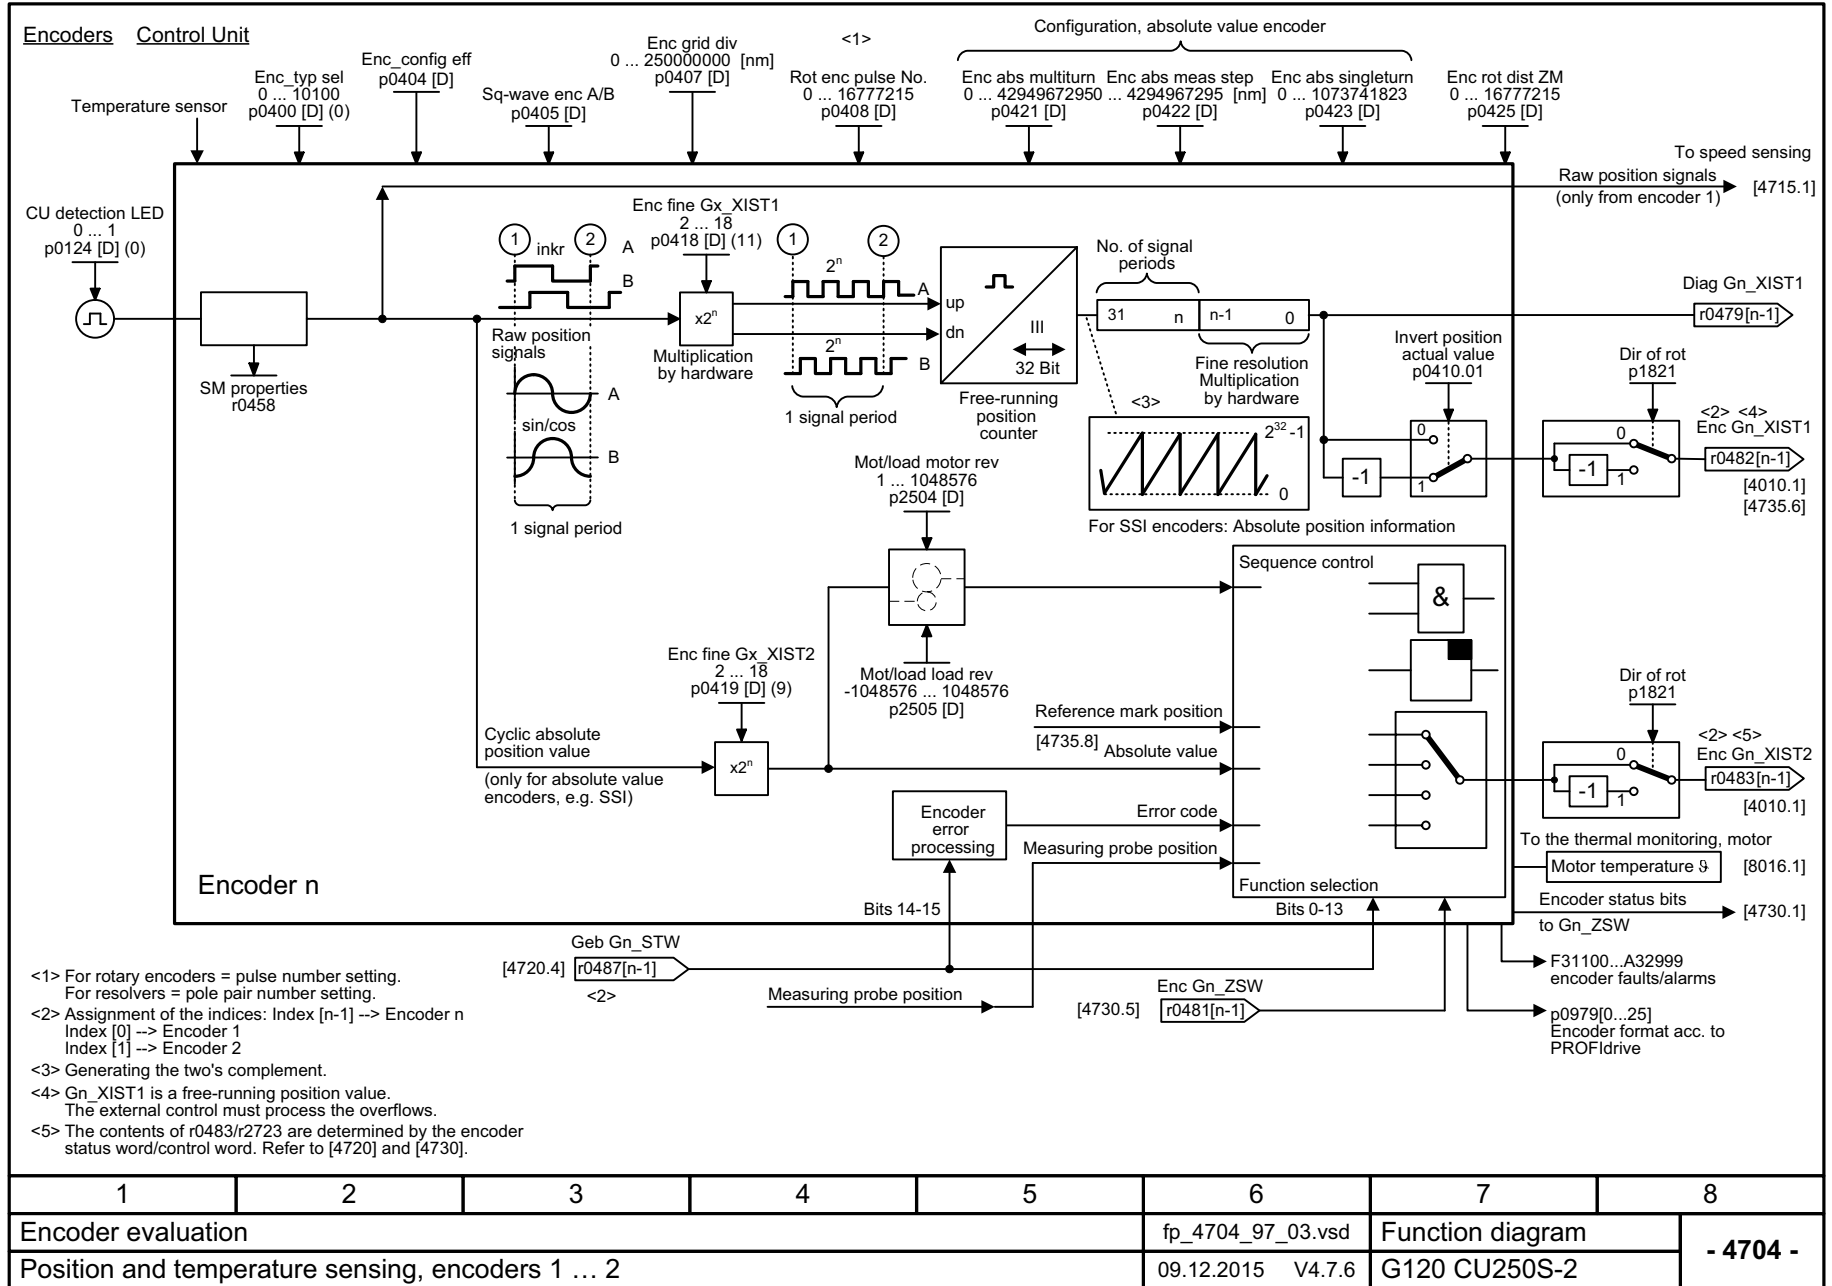 Encoders Control Unit
Temperature sensor
Enc_typ sel
0 ... 10100
p0400 [D] (0)
Enc_config eff
p0404 [D]
Sq-wave enc A/B
p0405 [D]
Enc grid div
0 ... 250000000 [nm]
p0407 [D]
<1>
Rot enc pulse No.
0 ... 16777215
p0408 [D]
Configuration, absolute value encoder
Enc abs multiturn
0 ... 4294967295
p0421 [D]
Enc abs meas step
0 ... 4294967295 [nm]
p0422 [D]
Enc abs singleturn
0 ... 1073741823
p0423 [D]
Enc rot dist ZM
0 ... 16777215
p0425 [D]
To speed sensing
Raw position signals
(only from encoder 1)
[4715.1]
CU detection LED
0 ... 1
p0124 [D] (0)
SM properties
r0458
1 inkr 2 A
B
Raw position
signals
A
sin/cos
B
1 signal period
Enc fine Gx_XIST1
2 ... 18
p0418 [D] (11)
x2n
Multiplication
by hardware
1 2
2n
A
2n
B
1 signal period
up
dn
III
32 Bit
Free-running
position
counter
No. of signal
periods
31 n n-1 0
Fine resolution
Multiplication
by hardware
<3>
232-1
0
For SSI encoders: Absolute position information
Diag Gn_XIST1
r0479[n-1]
Invert position
actual value
p0410.01
0
-1
1
Dir of rot
p1821
0
-1
1
<2> <4>
Enc Gn_XIST1
r0482[n-1]
[4010.1]
[4735.6]
Mot/load motor rev
1 ... 1048576
p2504 [D]
Mot/load load rev
-1048576 ... 1048576
p2505 [D]
Enc fine Gx_XIST2
2 ... 18
p0419 [D] (9)
x2n
Cyclic absolute
position value
(only for absolute value
encoders, e.g. SSI)
Sequence control
&
Reference mark position
[4735.8]
Absolute value
Encoder
error
processing
Error code
Measuring probe position
Function selection
Dir of rot
p1821
0
-1
1
<2> <5>
Enc Gn_XIST2
r0483[n-1]
[4010.1]
To the thermal monitoring, motor
Motor temperature ϑ
[8016.1]
Encoder status bits
to Gn_ZSW
[4730.1]
Encoder n
Bits 14-15
Bits 0-13
Geb Gn_STW
[4720.4] r0487[n-1]
<2>
Measuring probe position
Enc Gn_ZSW
[4730.5] r0481[n-1]
F31100...A32999
encoder faults/alarms
p0979[0...25]
Encoder format acc. to
PROFIdrive
<1> For rotary encoders = pulse number setting.
For resolvers = pole pair number setting.
<2> Assignment of the indices: Index [n-1] --> Encoder n
Index [0] --> Encoder 1
Index [1] --> Encoder 2
<3> Generating the two's complement.
<4> Gn_XIST1 is a free-running position value.
The external control must process the overflows.
<5> The contents of r0483/r2723 are determined by the encoder
status word/control word. Refer to [4720] and [4730].
1 2 3 4 5 6 7 8
Encoder evaluation
fp_4704_97_03.vsd
Function diagram
- 4704 -
Position and temperature sensing, encoders 1 ... 2
09.12.2015 V4.7.6
G120 CU250S-2